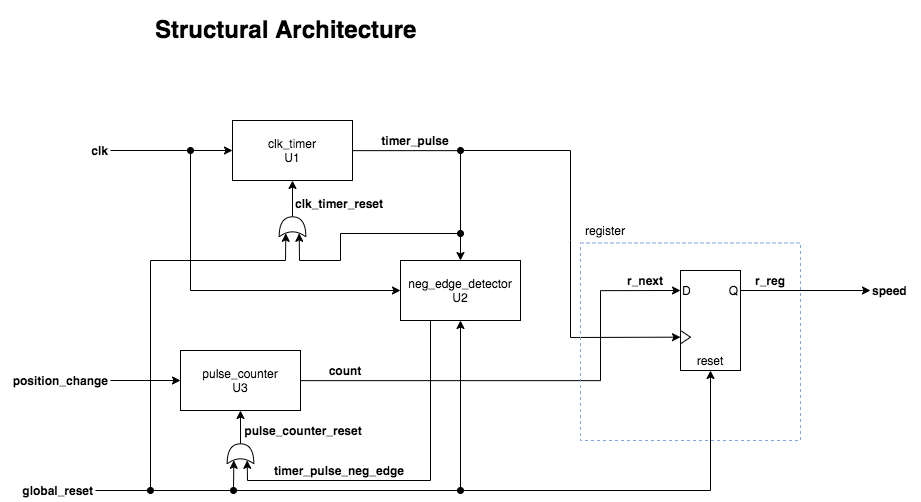 Structural Architecture
clk
clk_timer
U1
timer_pulse
clk_timer_reset
register
neg_edge_detector
U2
r_next
r_reg
D
Q
speed
reset
position_change
pulse_counter
U3
count
pulse_counter_reset
timer_pulse_neg_edge
global_reset